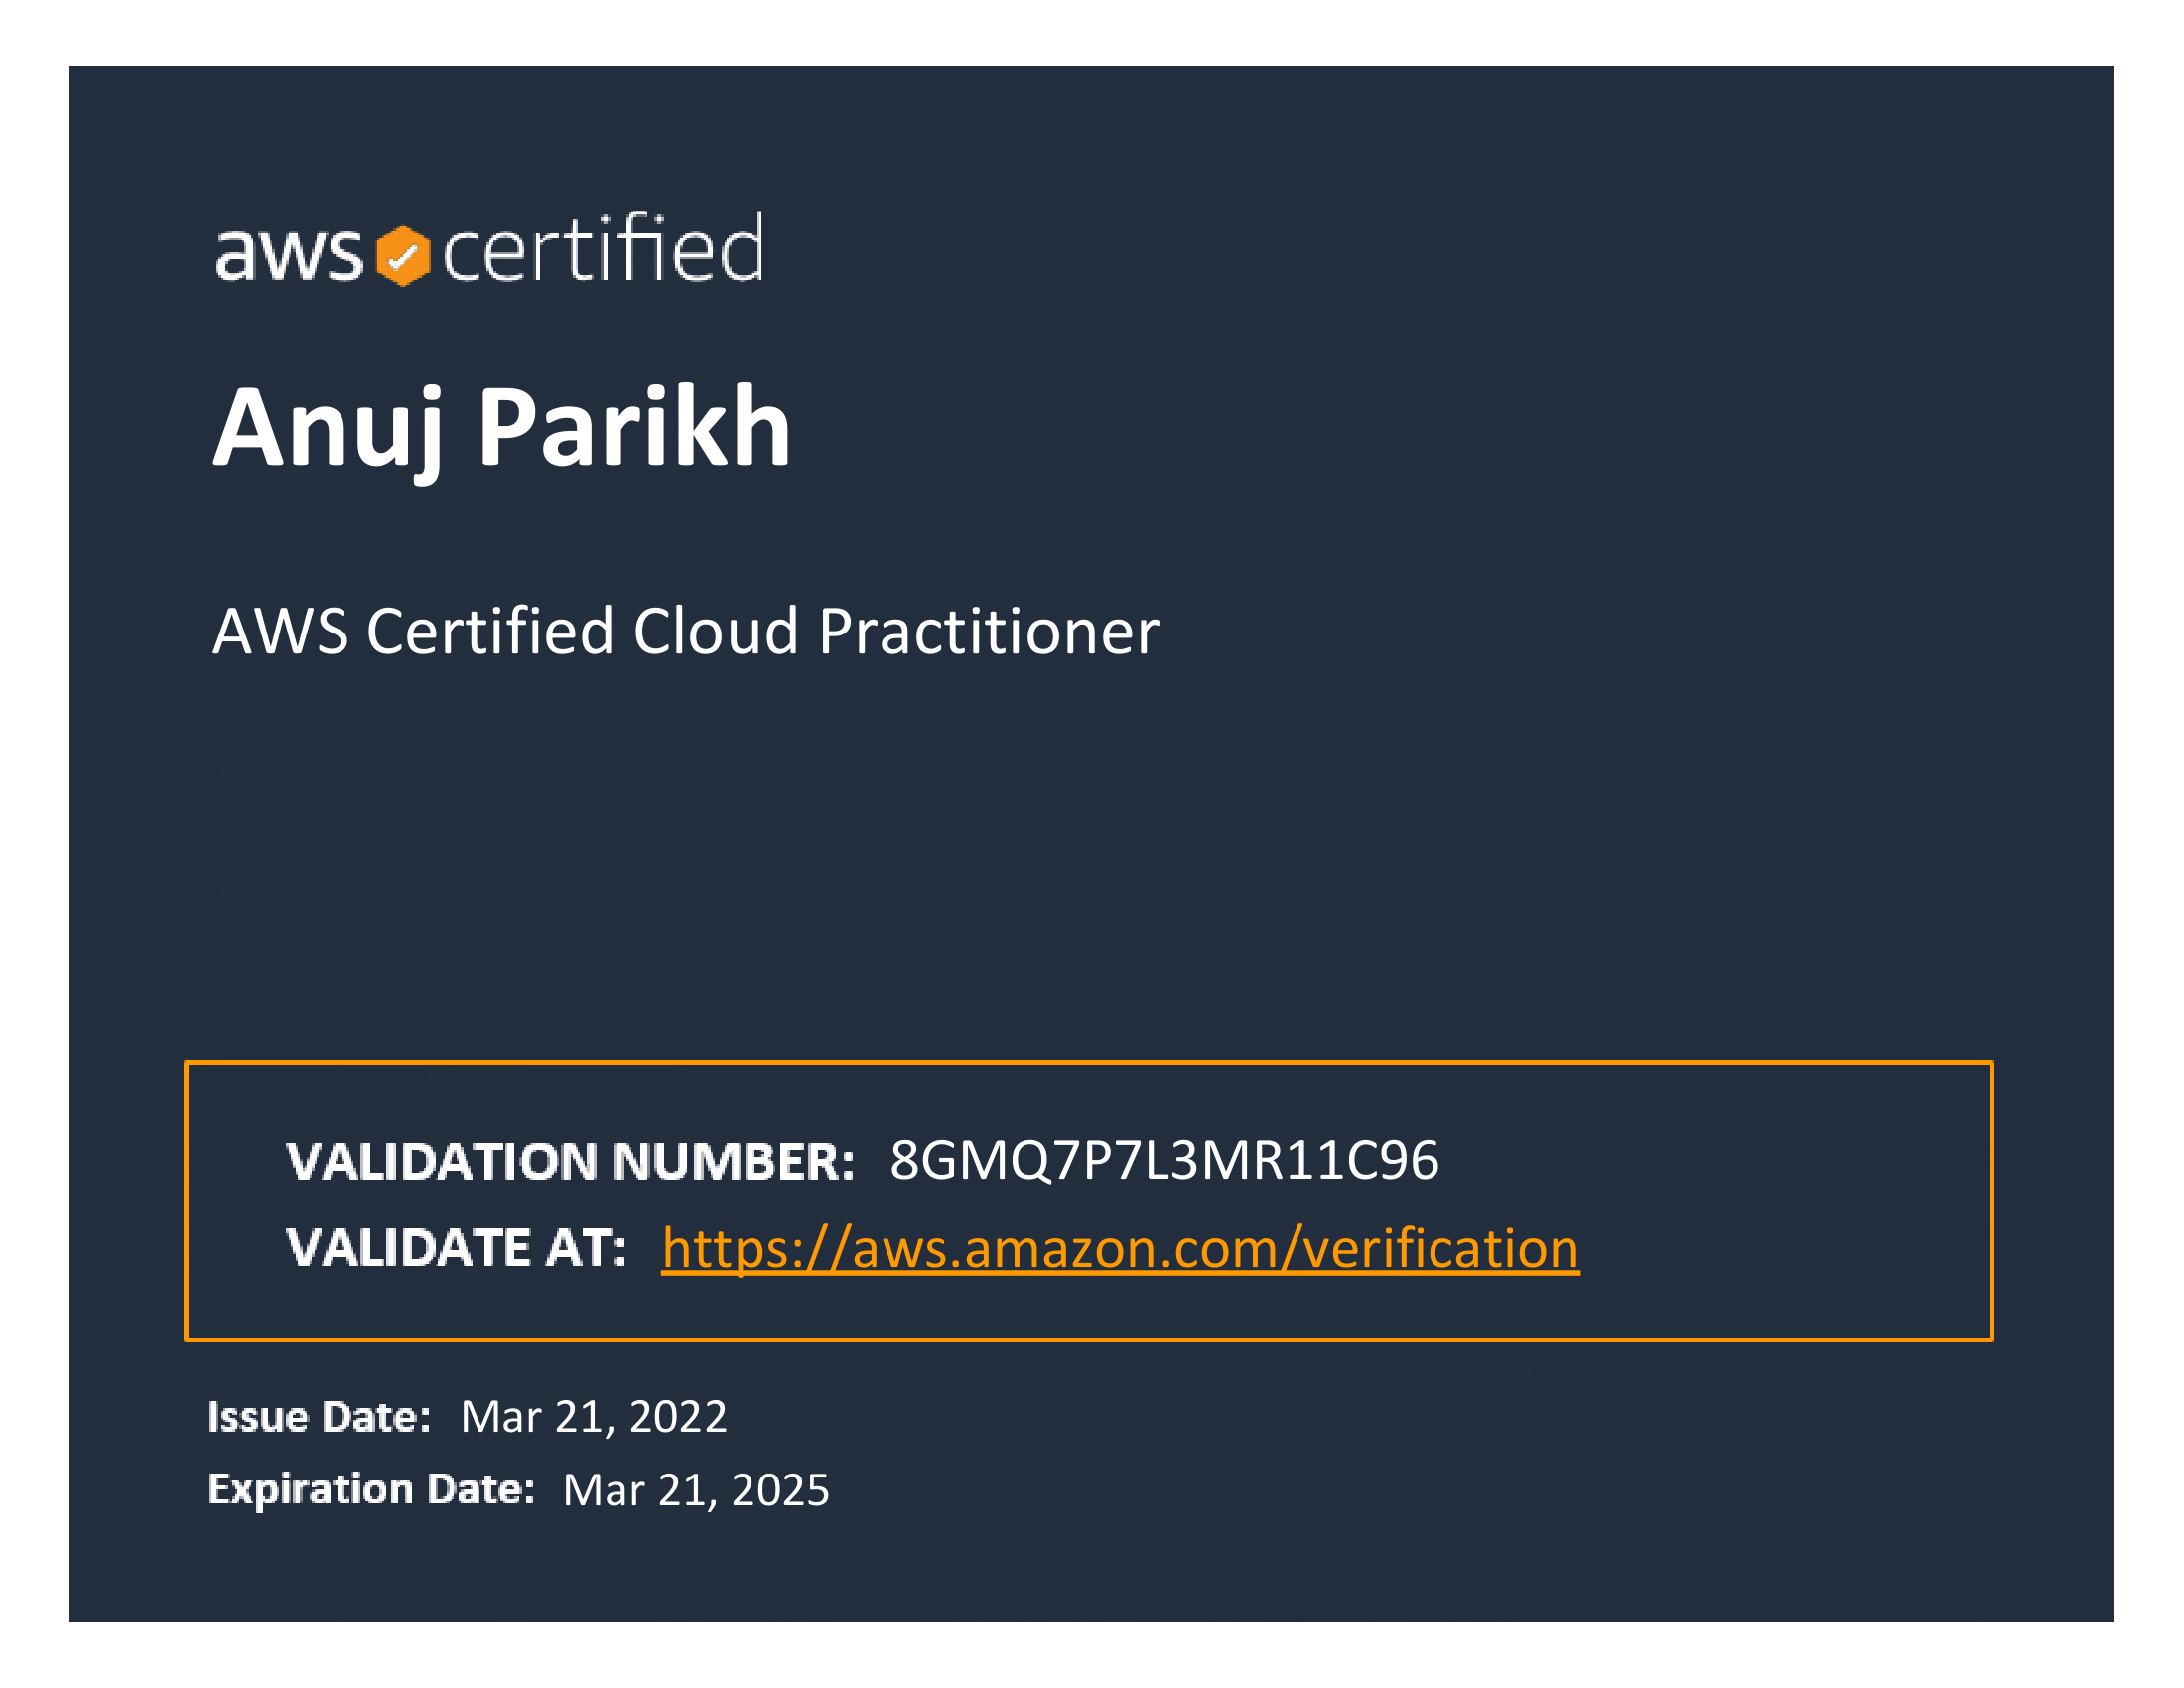 aws certified
Anuj Parikh
AWS Certified Cloud Practitioner
VALIDATION NUMBER: 8GMQ7P7L3MR11C96
VALIDATE AT: https://aws.amazon.com/verification
Issue Date: Mar 21, 2022
Expiration Date: Mar 21, 2025